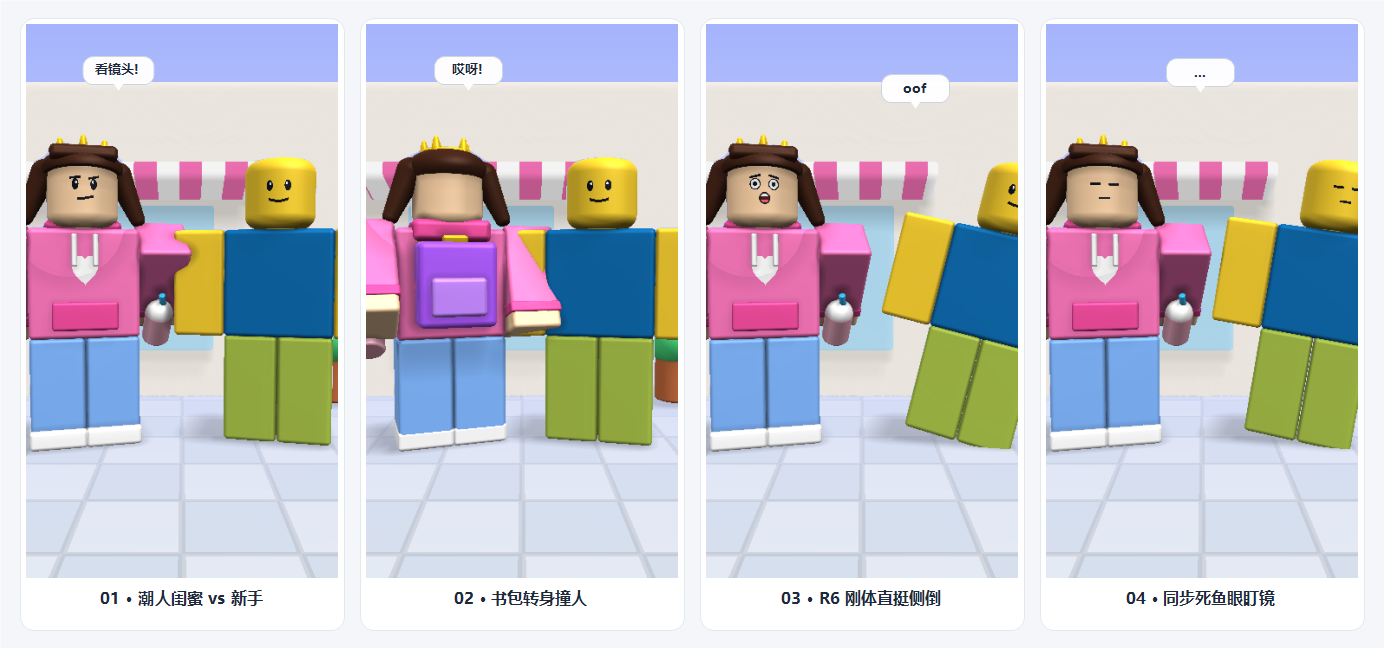 看镜头!
哎呀!
oof
...
01 • 潮人闺蜜 vs 新手
02 • 书包转身撞人
03 • R6 刚体直挺侧倒
04 • 同步死鱼眼盯镜